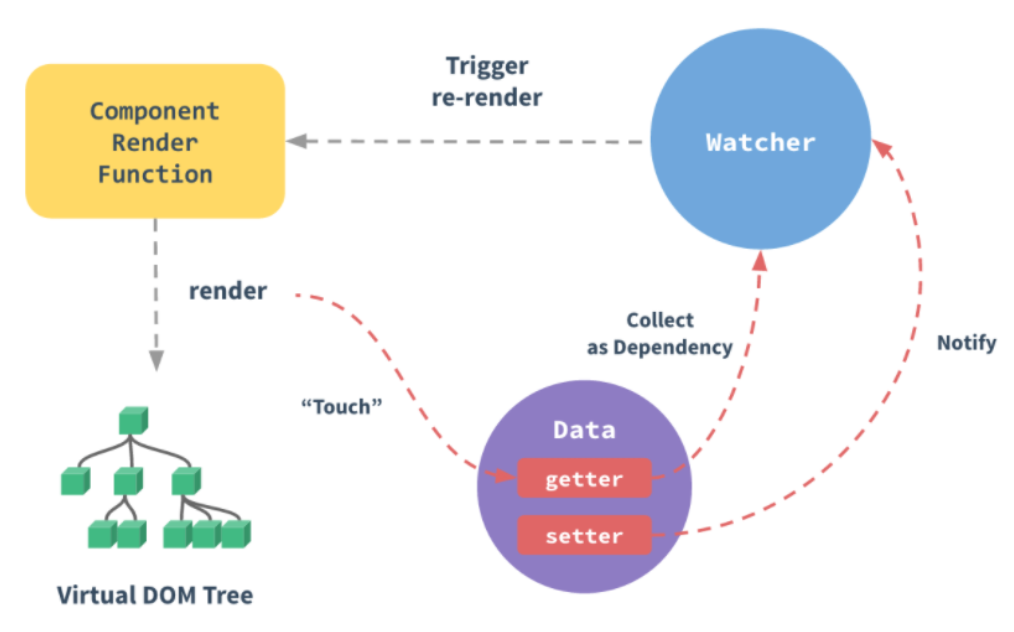 Trigger
re-render
Component
Render
Function
Watcher
render
Collect
as Dependency
Notify
“Touch”
Data
getter
setter
Virtual DOM Tree